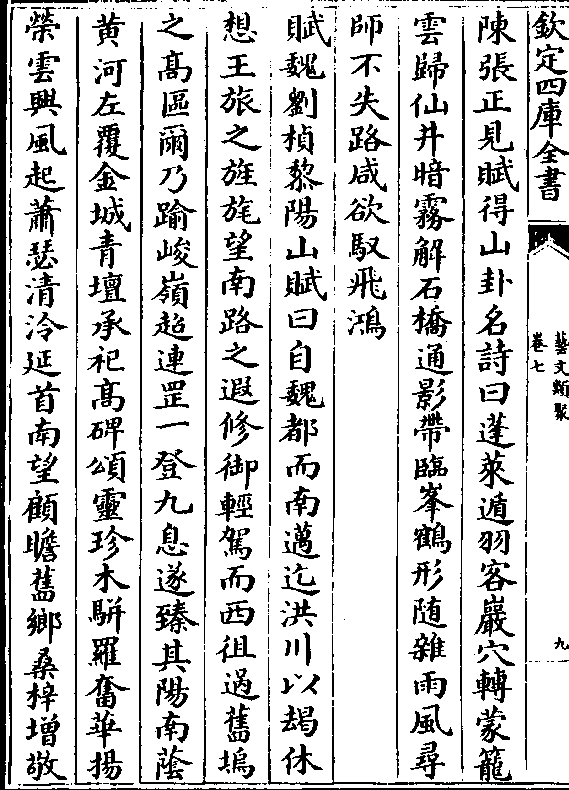 欽定四庫全書
藝文類聚
卷七
九
陳張正見賦得山卦名詩曰蓬萊遁羽客巖穴轉蒙籠
雲歸仙井暗霧解石橋通影帶臨峯鶴形随雜雨風尋
師不失路咸欲馭飛鴻
賦魏劉楨黎陽山賦曰自魏都而南邁迄洪川以朅休
想王旅之旌旄望南路之遐修御輕駕而西徂過舊塢
之髙區爾乃踰峻嶺超連罡一登九息遂臻其陽南䕃
黄河左覆金城青壇承祀髙碑頌靈珍木駢羅奮華揚
榮雲興風起蕭瑟清泠延首南望顧瞻舊鄉桑梓增敬